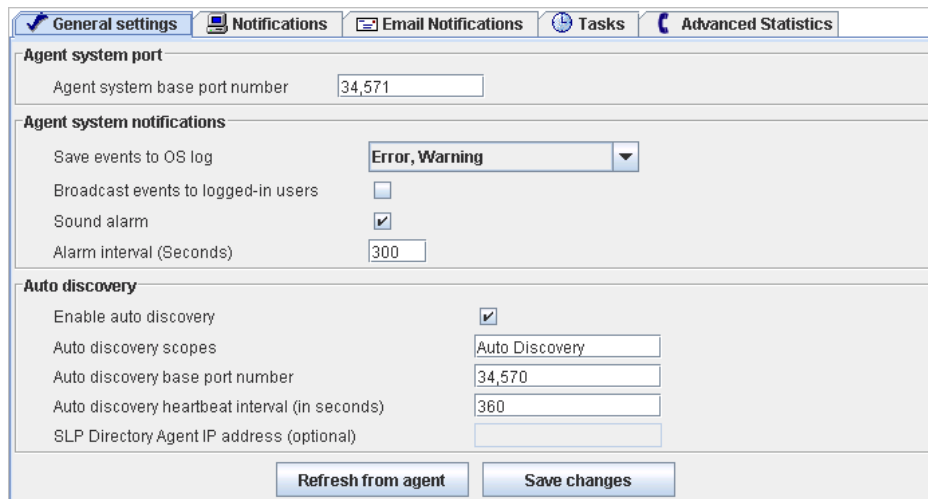 General settings Notifications Email Notifications Tasks Advanced Statistics
Agent system port
Agent system base port number 34,571
Agent system notifications
Save events to OS log Error, Warning
Broadcast events to logged-in users
Sound alarm
Alarm interval (Seconds) 300
Auto discovery
Enable auto discovery
Auto discovery scopes Auto Discovery
Auto discovery base port number 34,570
Auto discovery heartbeat interval (in seconds) 360
SLP Directory Agent IP address (optional)
Refresh from agent Save changes